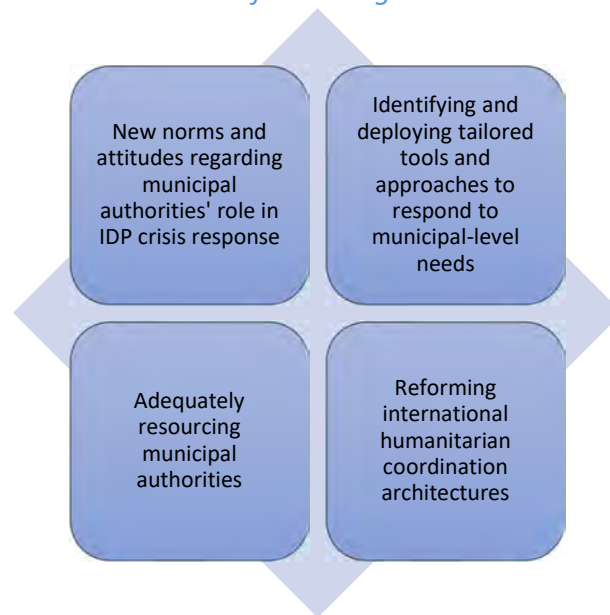 New norms and
attitudes regarding
municipal
authorities' role in
IDP crisis response
Identifying and
deploying tailored
tools and
approaches to
respond to
municipal-level
needs
Adequately
resourcing
municipal
authorities
Reforming
international
humanitarian
coordination
architectures